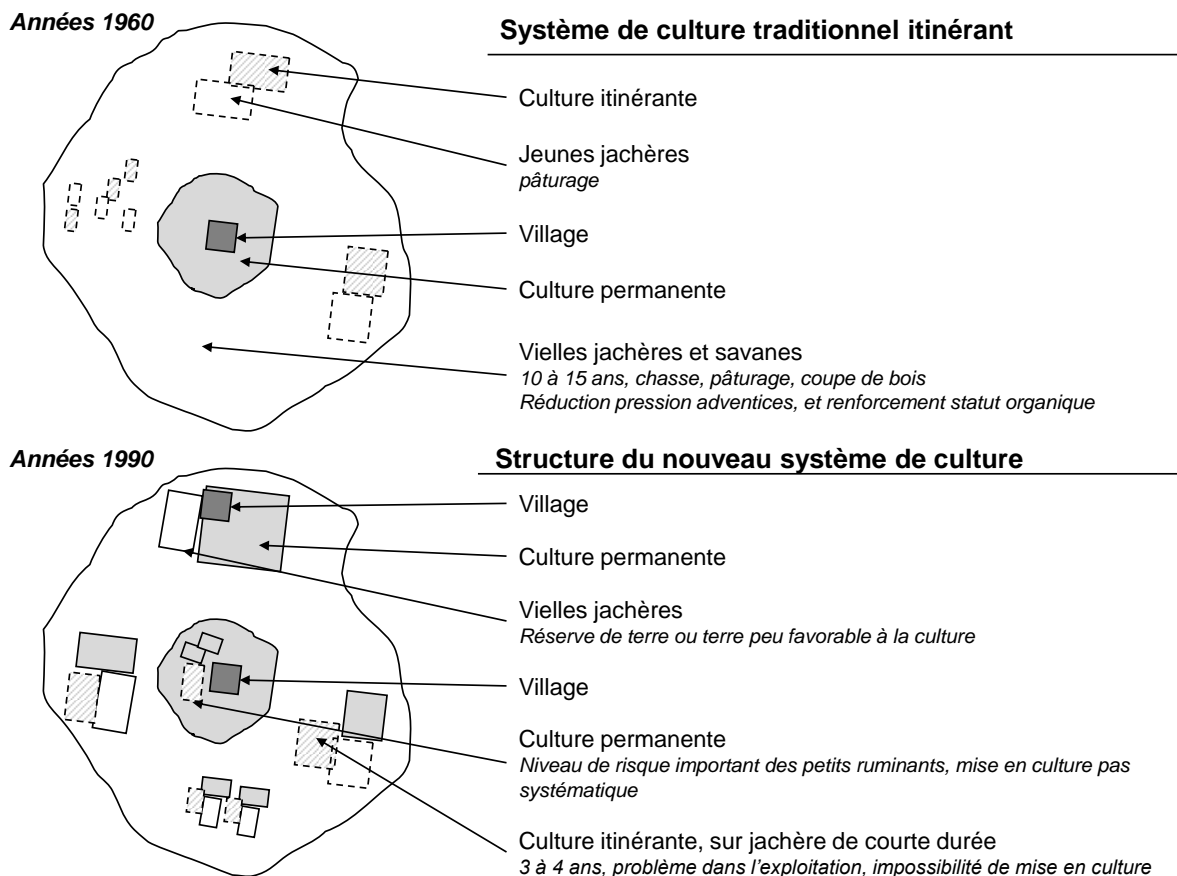 Années 1960
Système de culture traditionnel itinérant
Culture itinérante
Jeunes jachères
pâturage
Village
Culture permanente
Vielles jachères et savanes
10 à 15 ans, chasse, pâturage, coupe de bois
Réduction pression adventices, et renforcement statut organique
Années 1990
Structure du nouveau système de culture
Village
Culture permanente
Vielles jachères
Réserve de terre ou terre peu favorable à la culture
Village
Culture permanente
Niveau de risque important des petits ruminants, mise en culture pas
systématique
Culture itinérante, sur jachère de courte durée
3 à 4 ans, problème dans l'exploitation, impossibilité de mise en culture